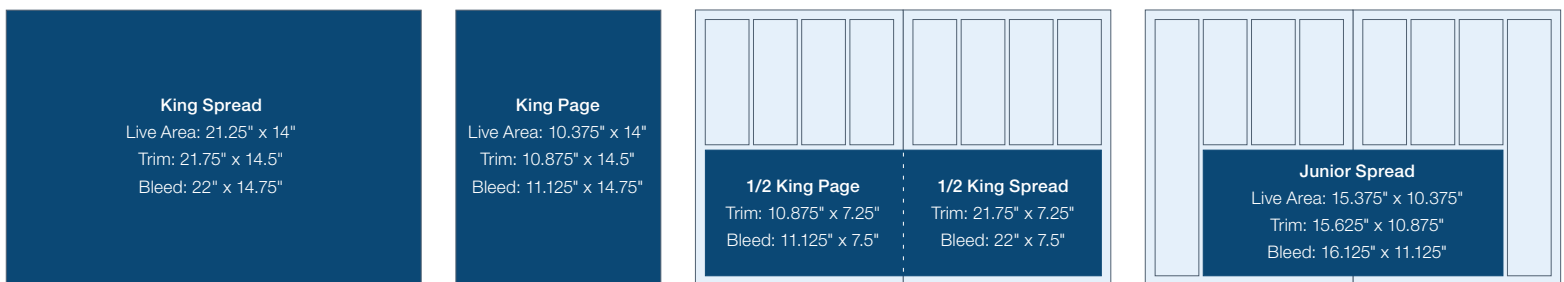 King Spread
Live Area: 21.25" x 14"
Trim: 21.75" x 14.5"
Bleed: 22" x 14.75"
King Page
Live Area: 10.375" x 14"
Trim: 10.875" x 14.5"
Bleed: 11.125" x 14.75"
1/2 King Page
Trim: 10.875" x 7.25"
Bleed: 11.125" x 7.5"
1/2 King Spread
Trim: 21.75" x 7.25"
Bleed: 22" x 7.5"
Junior Spread
Live Area: 15.375" x 10.375"
Trim: 15.625" x 10.875"
Bleed: 16.125" x 11.125"